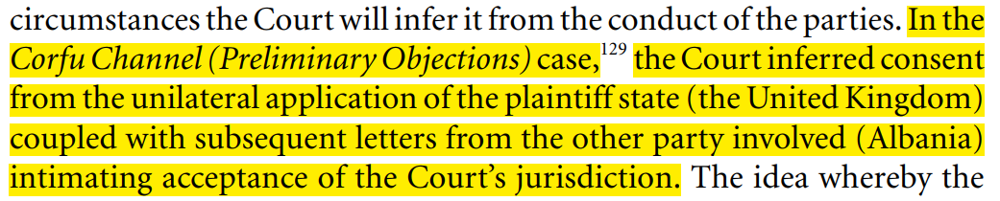 circumstances the Court will infer it from the conduct of the parties. In the
Corfu Channel (Preliminary Objections) case,129 the Court inferred consent
from the unilateral application of the plaintiff state (the United Kingdom)
coupled with subsequent letters from the other party involved (Albania)
intimating acceptance of the Court’s jurisdiction. The idea whereby the